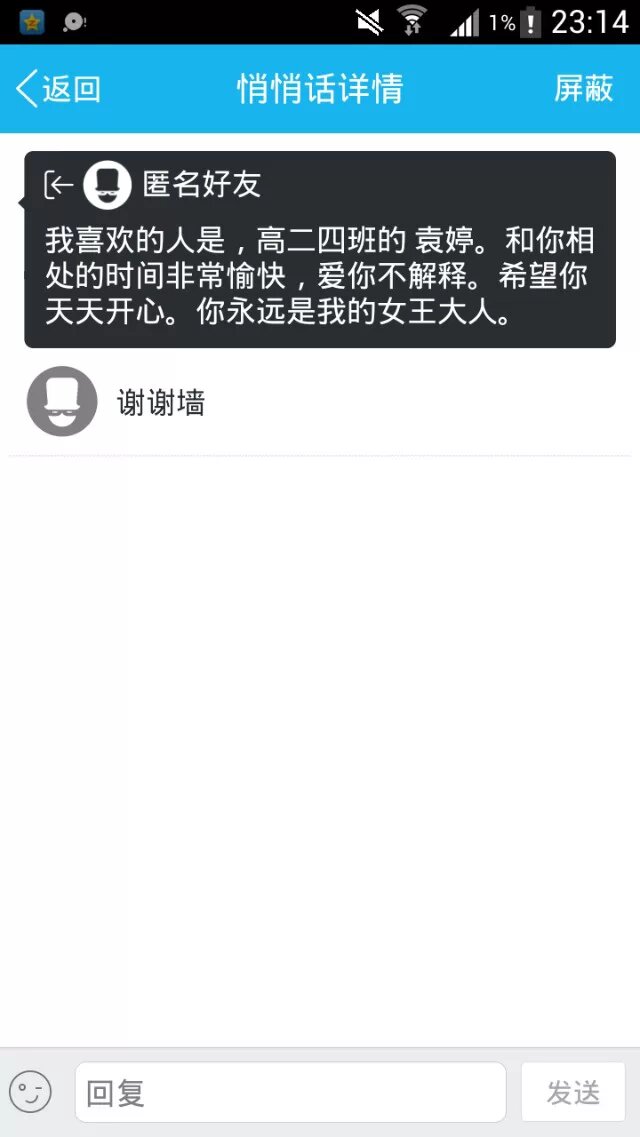 1% 23:14
返回 悄悄话详情 屏蔽
匿名好友
我喜欢的人是，高二四班的 袁婷。和你相
处的时间非常愉快，爱你不解释。希望你
天天开心。你永远是我的女王大人。
谢谢墙
回复 发送